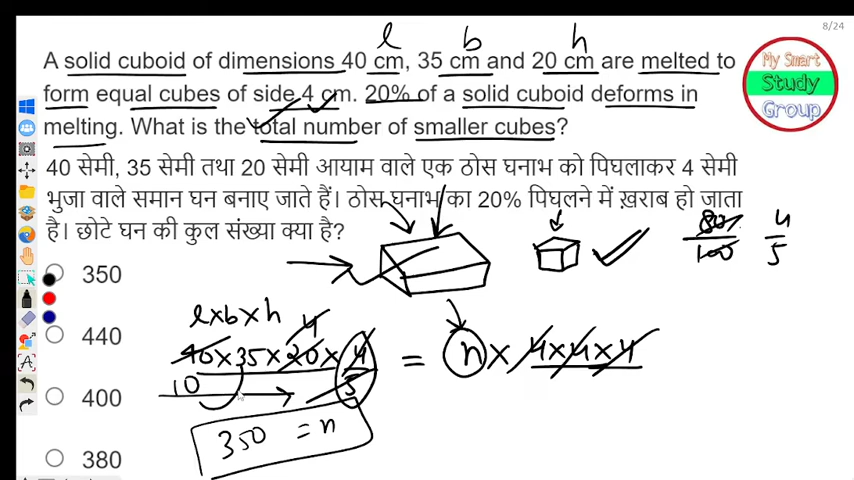 8/24
l b h
A solid cuboid of dimensions 40 cm, 35 cm and 20 cm are melted to
form equal cubes of side 4 cm. 20% of a solid cuboid deforms in
melting. What is the total number of smaller cubes?
My Smart
Study
Group
40 सेमी, 35 सेमी तथा 20 सेमी आयाम वाले एक ठोस घनाभ को पिघलाकर 4 सेमी
भुजा वाले समान घन बनाए जाते हैं। ठोस घनाभ का 20% पिघलने में ख़राब हो जाता
है। छोटे घन की कुल संख्या क्या है?
80% 4
100 5
350
l×b×h
4
440
40×35×20×4 = n× 4×4×4
10 5
400
350 = n
380